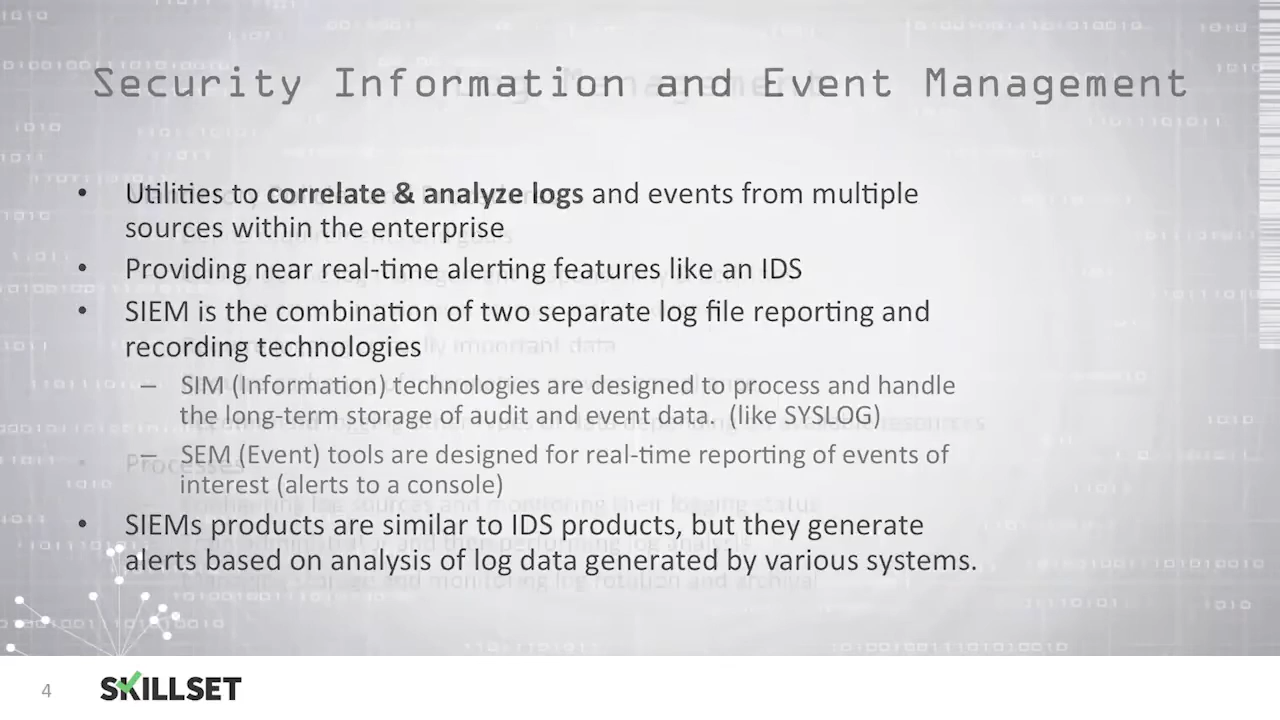 Security Information and Event Management
• Utilities to correlate & analyze logs and events from multiple
sources within the enterprise
• Providing near real-time alerting features like an IDS
• SIEM is the combination of two separate log file reporting and
recording technologies
– SIM (Information) technologies are designed to process and handle
the long-term storage of audit and event data. (like SYSLOG)
– SEM (Event) tools are designed for real-time reporting of events of
interest (alerts to a console)
• SIEMs products are similar to IDS products, but they generate
alerts based on analysis of log data generated by various systems.
4
SKILLSET